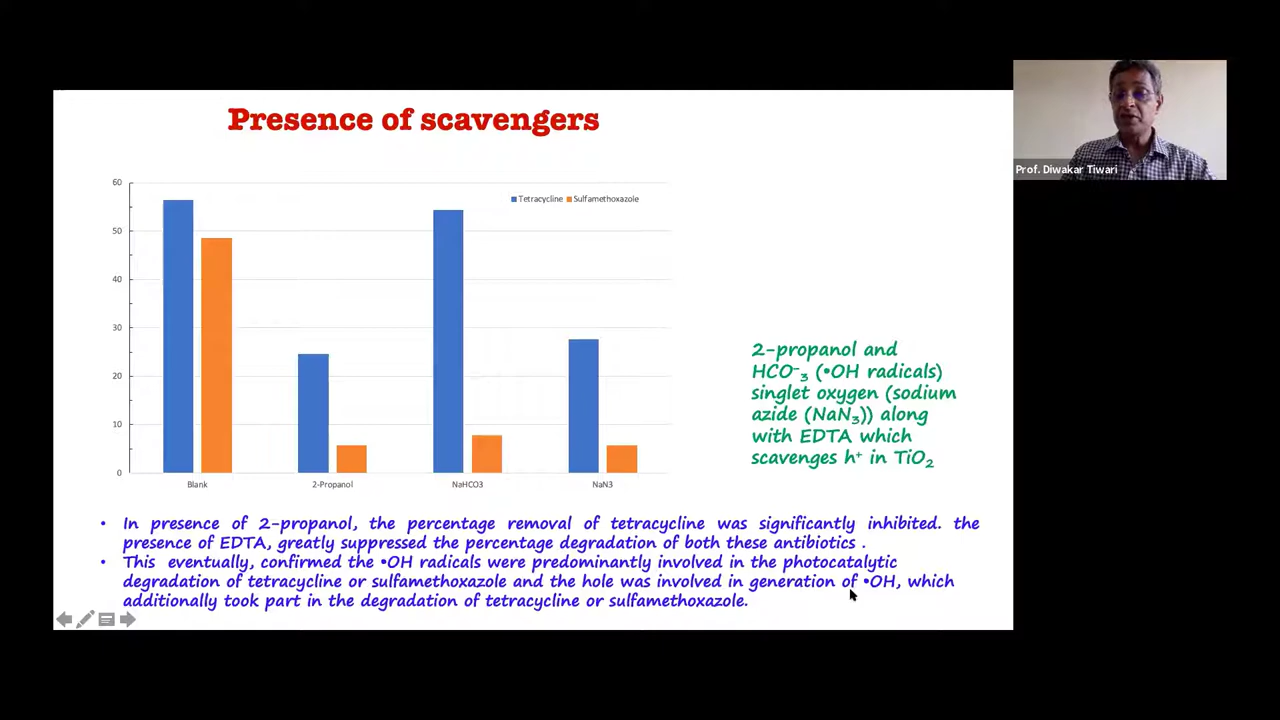 Presence of scavengers
Prof. Diwakar Tiwari
60
50
40
30
20
10
0
Tetracycline Sulfamethoxazole
Blank 2-Propanol NaHCO3 NaN3
2-propanol and
HCO⁻₃ (•OH radicals)
singlet oxygen (sodium
azide (NaN₃)) along
with EDTA which
scavenges h⁺ in TiO₂
• In presence of 2-propanol, the percentage removal of tetracycline was significantly inhibited. the
presence of EDTA, greatly suppressed the percentage degradation of both these antibiotics .
• This eventually, confirmed the •OH radicals were predominantly involved in the photocatalytic
degradation of tetracycline or sulfamethoxazole and the hole was involved in generation of •OH, which
additionally took part in the degradation of tetracycline or sulfamethoxazole.